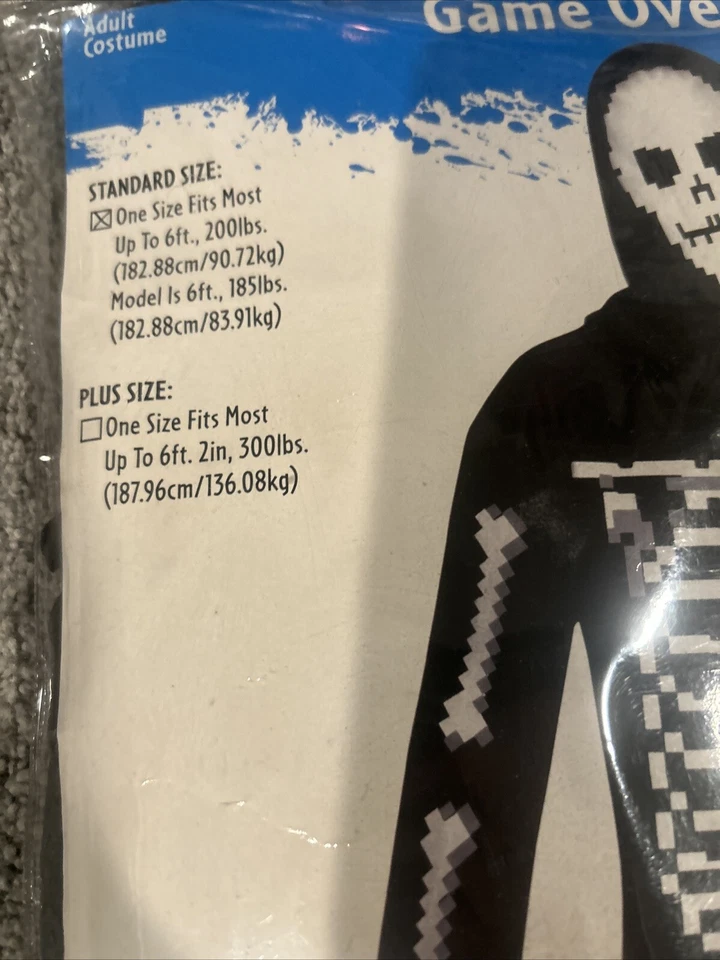 Adult
Costume
Game Ove
STANDARD SIZE:
One Size Fits Most
Up To 6ft., 200lbs.
(182.88cm/90.72kg)
Model Is 6ft., 185lbs.
(182.88cm/83.91kg)
PLUS SIZE:
One Size Fits Most
Up To 6ft. 2in, 300lbs.
(187.96cm/136.08kg)